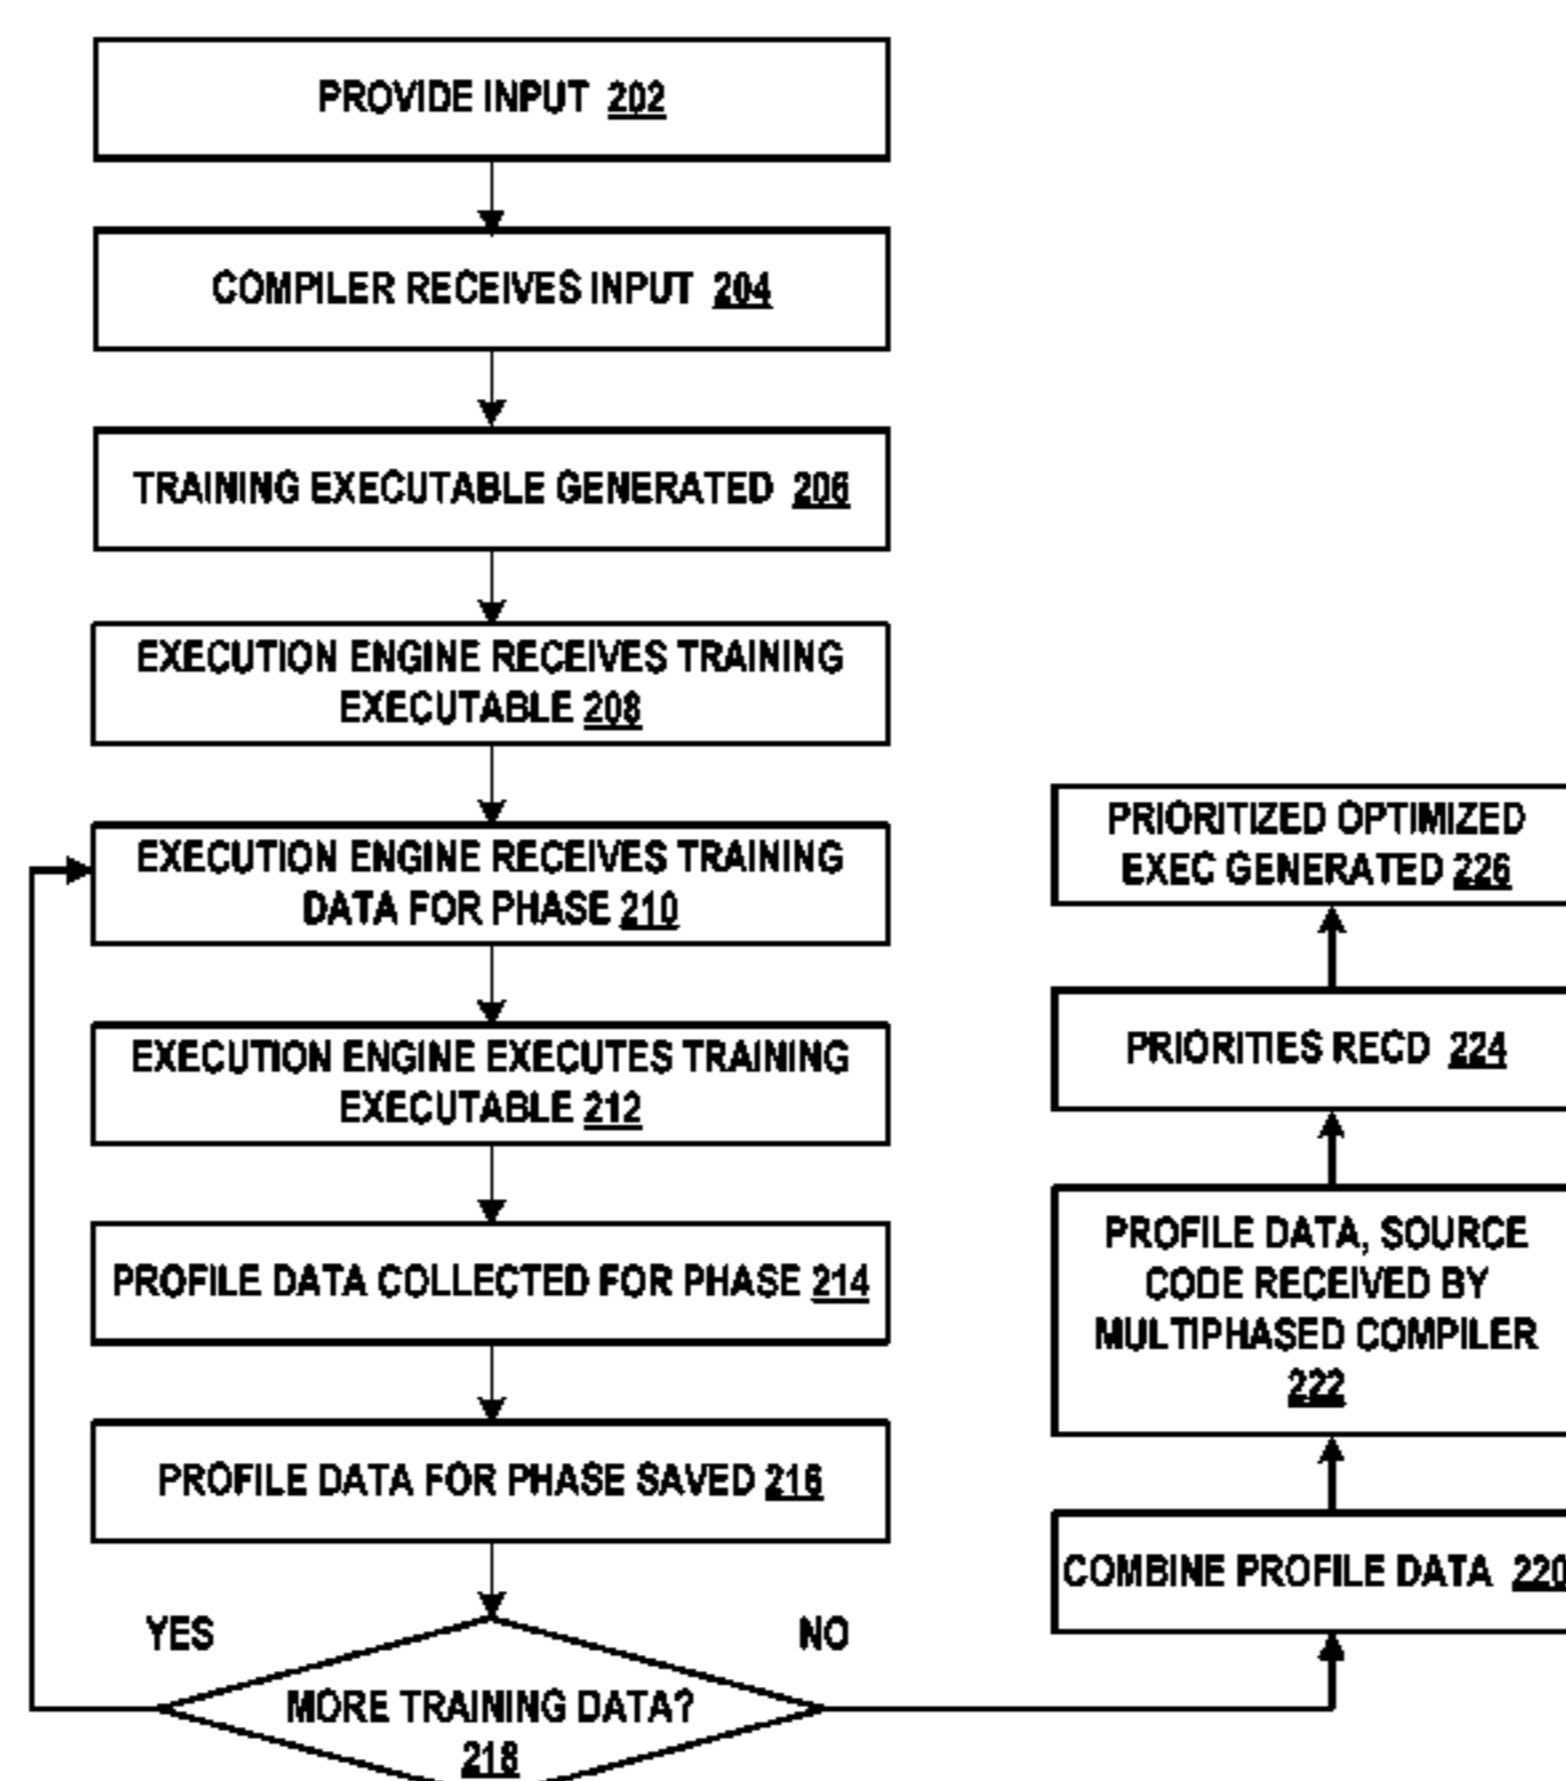 PROVIDE INPUT 202
COMPILER RECEIVES INPUT 204
TRAINING EXECUTABLE GENERATED 206
EXECUTION ENGINE RECEIVES TRAINING
EXECUTABLE 208
EXECUTION ENGINE RECEIVES TRAINING
DATA FOR PHASE 210
EXECUTION ENGINE EXECUTES TRAINING
EXECUTABLE 212
PROFILE DATA COLLECTED FOR PHASE 214
PROFILE DATA FOR PHASE SAVED 216
YES
NO
MORE TRAINING DATA?
218
PRIORITIZED OPTIMIZED
EXEC GENERATED 226
PRIORITIES RECD 224
PROFILE DATA, SOURCE
CODE RECEIVED BY
MULTIPHASED COMPILER
222
COMBINE PROFILE DATA 220